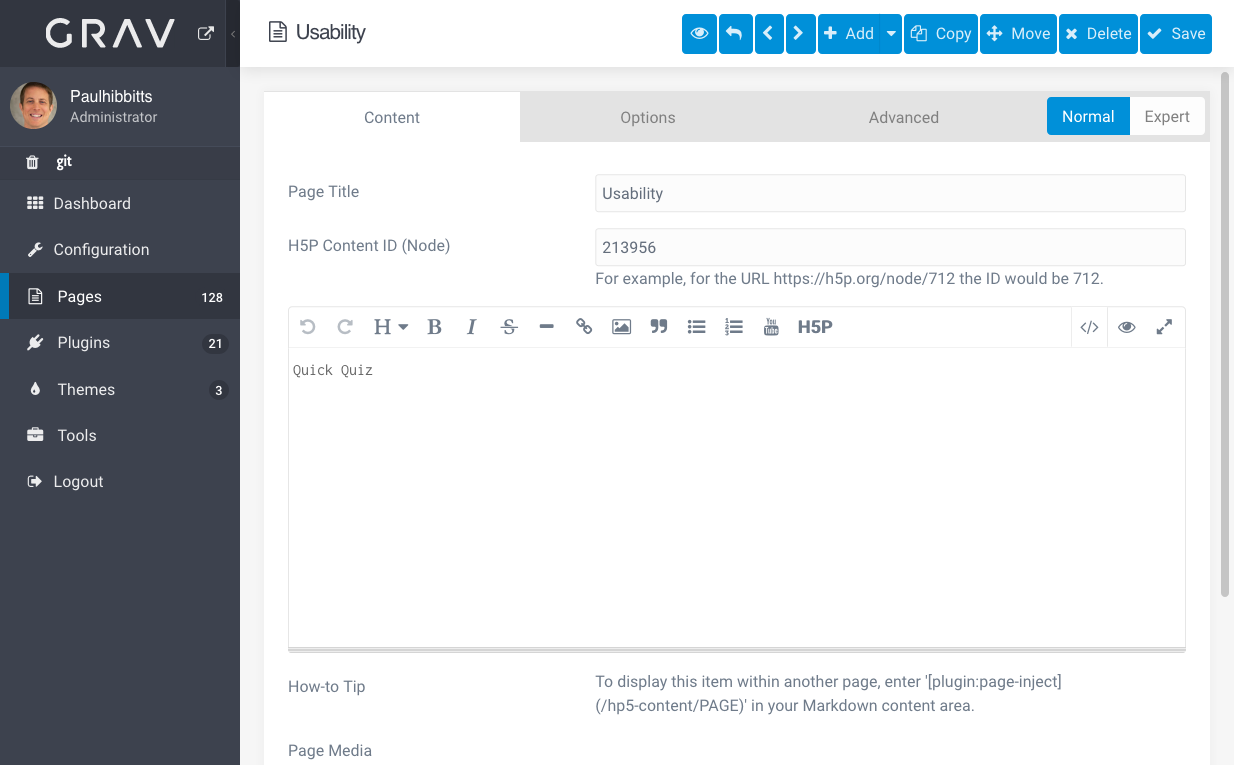 GRAV
Usability
Add
Copy
Move
Delete
Save
Paulhibbitts
Administrator
git
Dashboard
Configuration
Pages 128
Plugins 21
Themes 3
Tools
Logout
Content
Options
Advanced
Normal
Expert
Page Title
Usability
H5P Content ID (Node)
213956
For example, for the URL https://h5p.org/node/712 the ID would be 712.
H B I S You Tube H5P </>
Quick Quiz
How-to Tip
To display this item within another page, enter '[plugin:page-inject]
(/hp5-content/PAGE)' in your Markdown content area.
Page Media